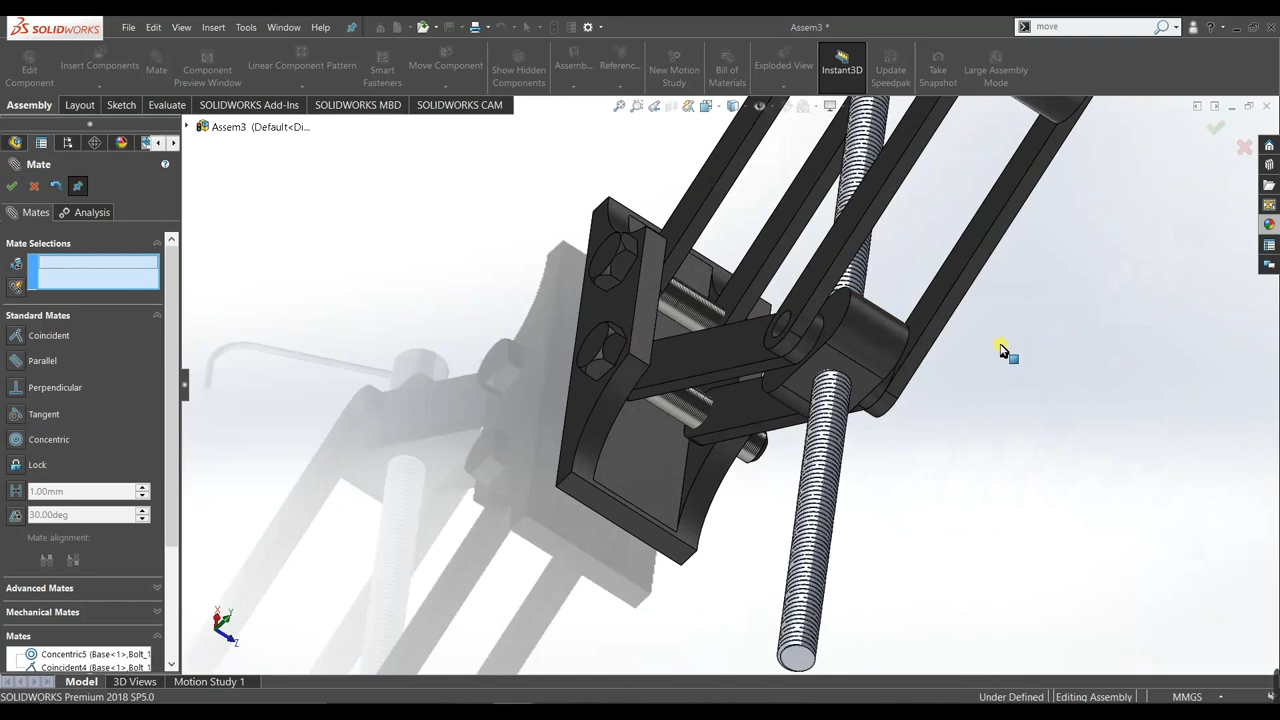 SOLIDWORKS File Edit View Insert Tools Window Help Assem3 * move
Edit Component
Insert Components
Mate
Component Preview Window
Linear Component Pattern
Smart Fasteners
Move Component
Show Hidden Components
Assemb...
Referenc...
New Motion Study
Bill of Materials
Exploded View
Instant3D
Update Speedpak
Take Snapshot
Large Assembly Mode
Assembly Layout Sketch Evaluate SOLIDWORKS Add-Ins SOLIDWORKS MBD SOLIDWORKS CAM
Assem3 (Default<Di...
Mate
Mates Analysis
Mate Selections
Standard Mates
Coincident
Parallel
Perpendicular
Tangent
Concentric
Lock
1.00mm
30.00deg
Mate alignment:
Advanced Mates
Mechanical Mates
Mates
Concentric5 (Base<1>,Bolt_1
Coincident4 (Base<1>,Bolt_1
X
Y
Z
Model 3D Views Motion Study 1
SOLIDWORKS Premium 2018 SP5.0 Under Defined Editing Assembly MMGS